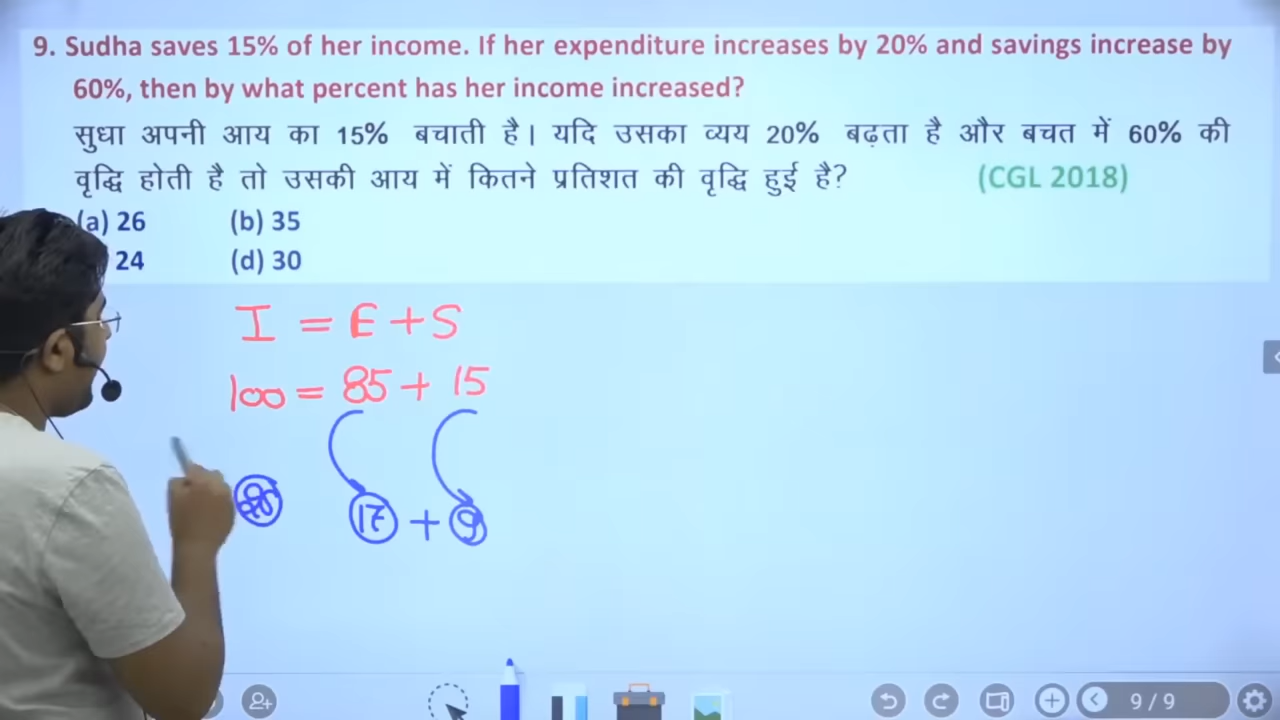 9. Sudha saves 15% of her income. If her expenditure increases by 20% and savings increase by
60%, then by what percent has her income increased?
सुधा अपनी आय का 15% बचाती है। यदि उसका व्यय 20% बढ़ता है और बचत में 60% की
वृद्धि होती है तो उसकी आय में कितने प्रतिशत की वृद्धि हुई है? (CGL 2018)
(a) 26 (b) 35
24 (d) 30
I = E + S
100 = 85 + 15
17 + 9
9 / 9